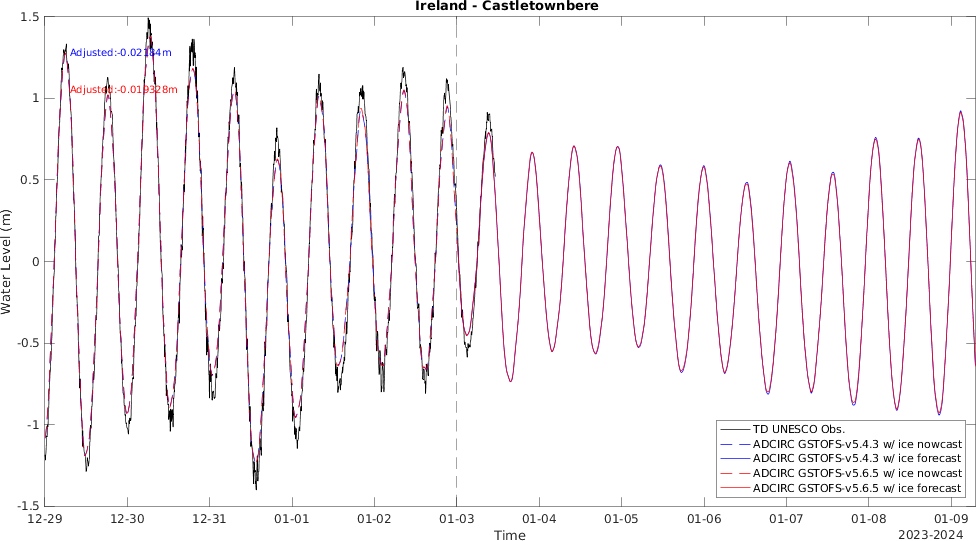 Ireland - Castletownbere
Adjusted:-0.02184m
Adjusted:-0.019328m
1.5
1
0.5
0
-0.5
-1
-1.5
Water Level (m)
12-29
12-30
12-31
01-01
01-02
01-03
01-04
01-05
01-06
01-07
01-08
01-09
Time
2023-2024
TD UNESCO Obs.
ADCIRC GSTOFS-v5.4.3 w/ ice nowcast
ADCIRC GSTOFS-v5.4.3 w/ ice forecast
ADCIRC GSTOFS-v5.6.5 w/ ice nowcast
ADCIRC GSTOFS-v5.6.5 w/ ice forecast